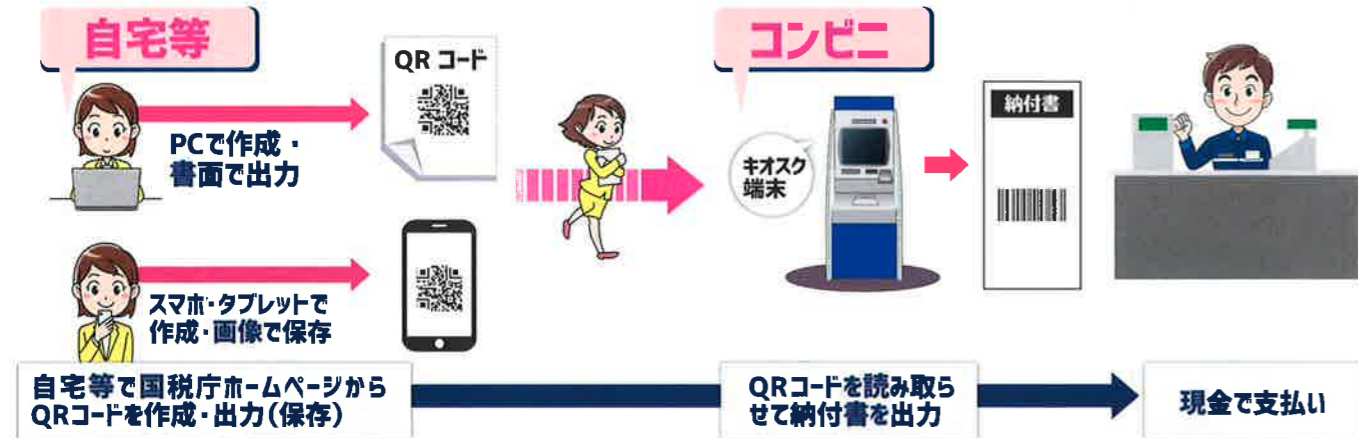 自宅等
PCで作成・
書面で出力
QR コード
スマホ・タブレットで
作成・画像で保存
コンビニ
キオスク
端末
納付書
自宅等で国税庁ホームページから
QRコードを作成・出力(保存)
QRコードを読み取ら
せて納付書を出力
現金で支払い